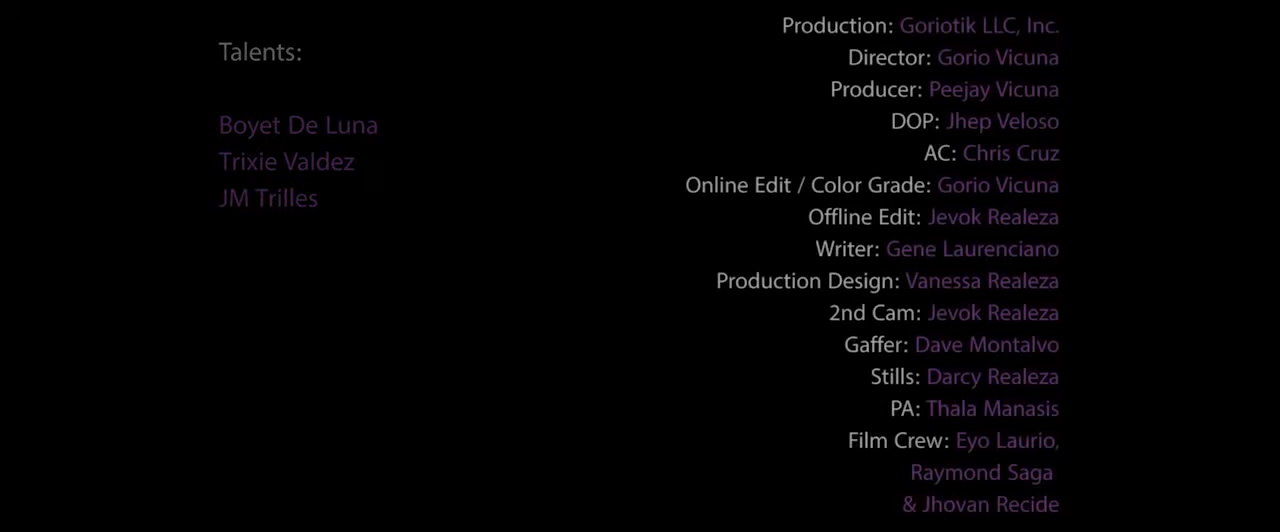 Talents:
Boyet De Luna
Trixie Valdez
JM Trilles
Production: Goriotik LLC, Inc.
Director: Gorio Vicuna
Producer: Peejay Vicuna
DOP: Jhep Veloso
AC: Chris Cruz
Online Edit / Color Grade: Gorio Vicuna
Offline Edit: Jevok Realeza
Writer: Gene Laurenciano
Production Design: Vanessa Realeza
2nd Cam: Jevok Realeza
Gaffer: Dave Montalvo
Stills: Darcy Realeza
PA: Thala Manasis
Film Crew: Eyo Laurio,
Raymond Saga
& Jhovan Recide